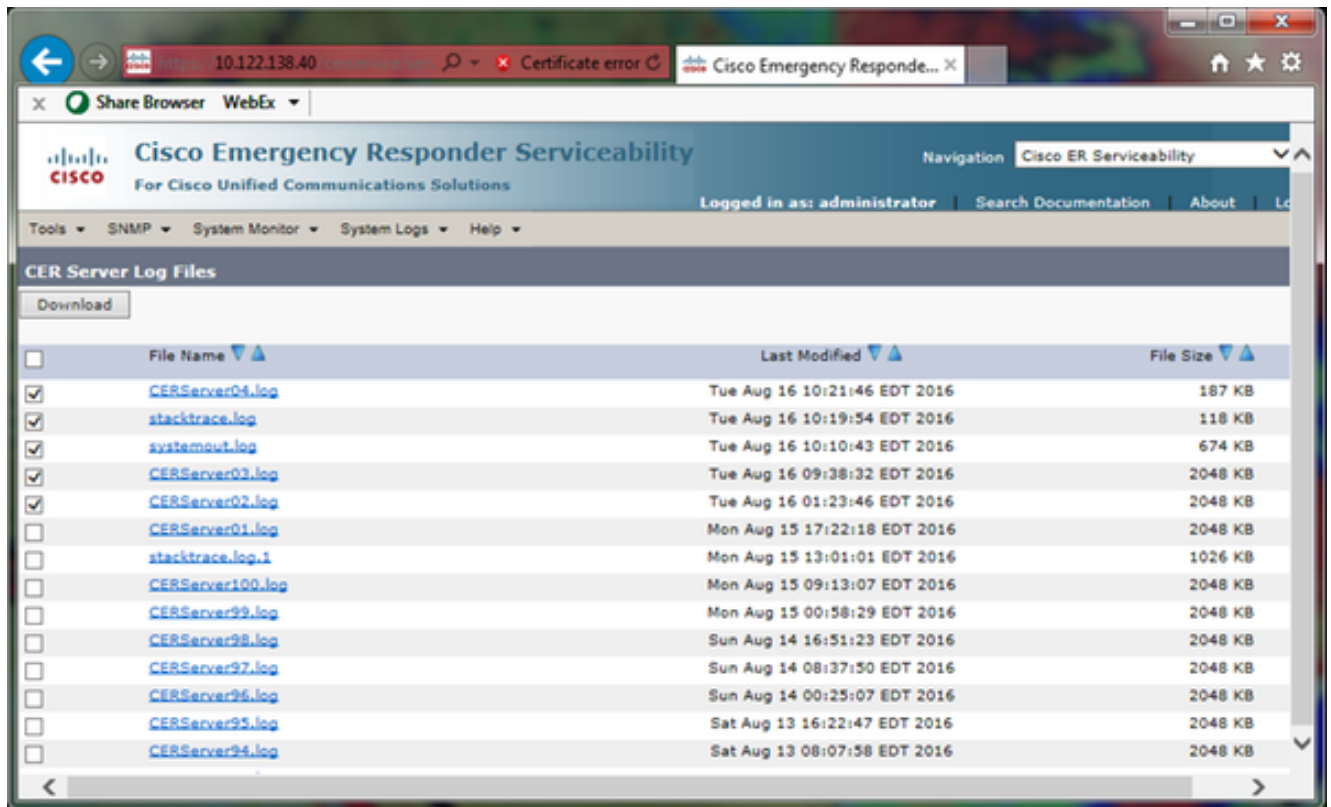 https:// 10.122.138.40 Certificate error Cisco Emergency Responde...
x Share Browser WebEx
CISCO
Cisco Emergency Responder Serviceability
For Cisco Unified Communications Solutions
Navigation Cisco ER Serviceability
Logged in as: administrator | Search Documentation | About | Lo
Tools SNMP System Monitor System Logs Help
CER Server Log Files
Download
File Name Last Modified File Size
CERServer04.log Tue Aug 16 10:21:46 EDT 2016 187 KB
stacktrace.log Tue Aug 16 10:19:54 EDT 2016 118 KB
systemout.log Tue Aug 16 10:10:43 EDT 2016 674 KB
CERServer03.log Tue Aug 16 09:38:32 EDT 2016 2048 KB
CERServer02.log Tue Aug 16 01:23:46 EDT 2016 2048 KB
CERServer01.log Mon Aug 15 17:22:18 EDT 2016 2048 KB
stacktrace.log.1 Mon Aug 15 13:01:01 EDT 2016 1026 KB
CERServer100.log Mon Aug 15 09:13:07 EDT 2016 2048 KB
CERServer99.log Mon Aug 15 00:58:29 EDT 2016 2048 KB
CERServer98.log Sun Aug 14 16:51:23 EDT 2016 2048 KB
CERServer97.log Sun Aug 14 08:37:50 EDT 2016 2048 KB
CERServer96.log Sun Aug 14 00:25:07 EDT 2016 2048 KB
CERServer95.log Sat Aug 13 16:22:47 EDT 2016 2048 KB
CERServer94.log Sat Aug 13 08:07:58 EDT 2016 2048 KB